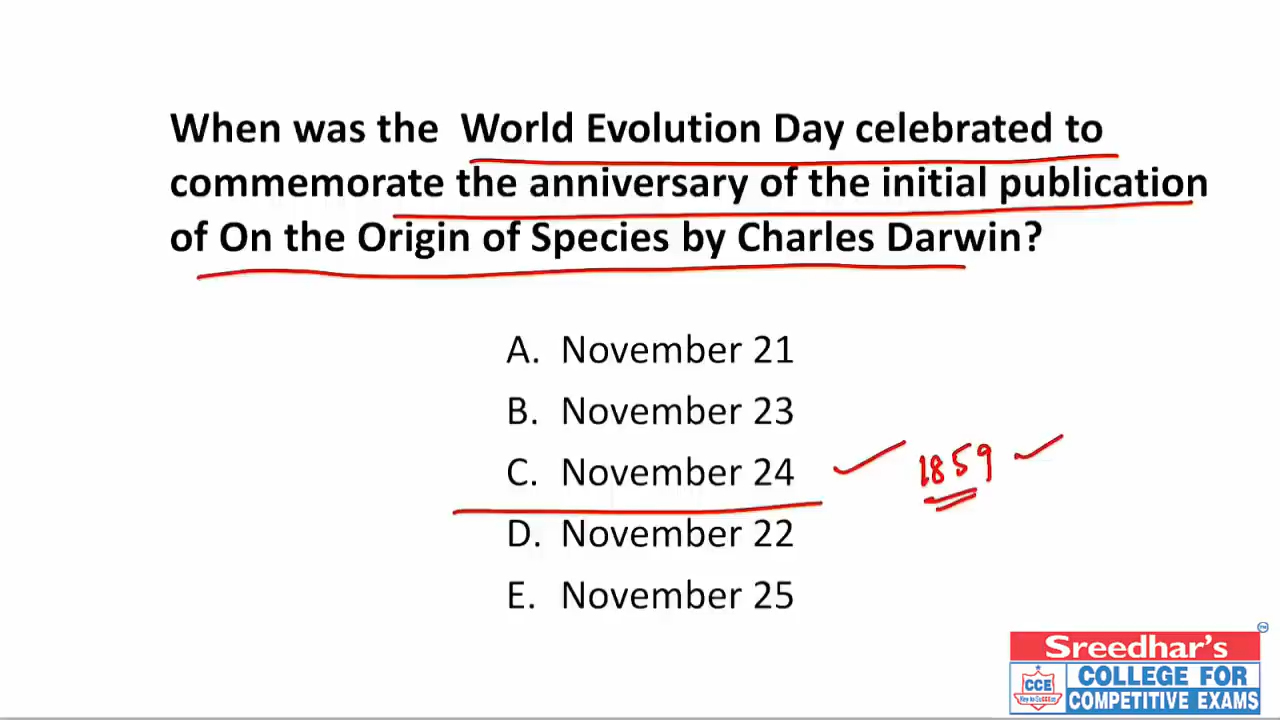 When was the World Evolution Day celebrated to
commemorate the anniversary of the initial publication
of On the Origin of Species by Charles Darwin?
A. November 21
B. November 23
C. November 24
1859
D. November 22
E. November 25
TM
Sreedhar's
CCE
COLLEGE FOR
COMPETITIVE EXAMS